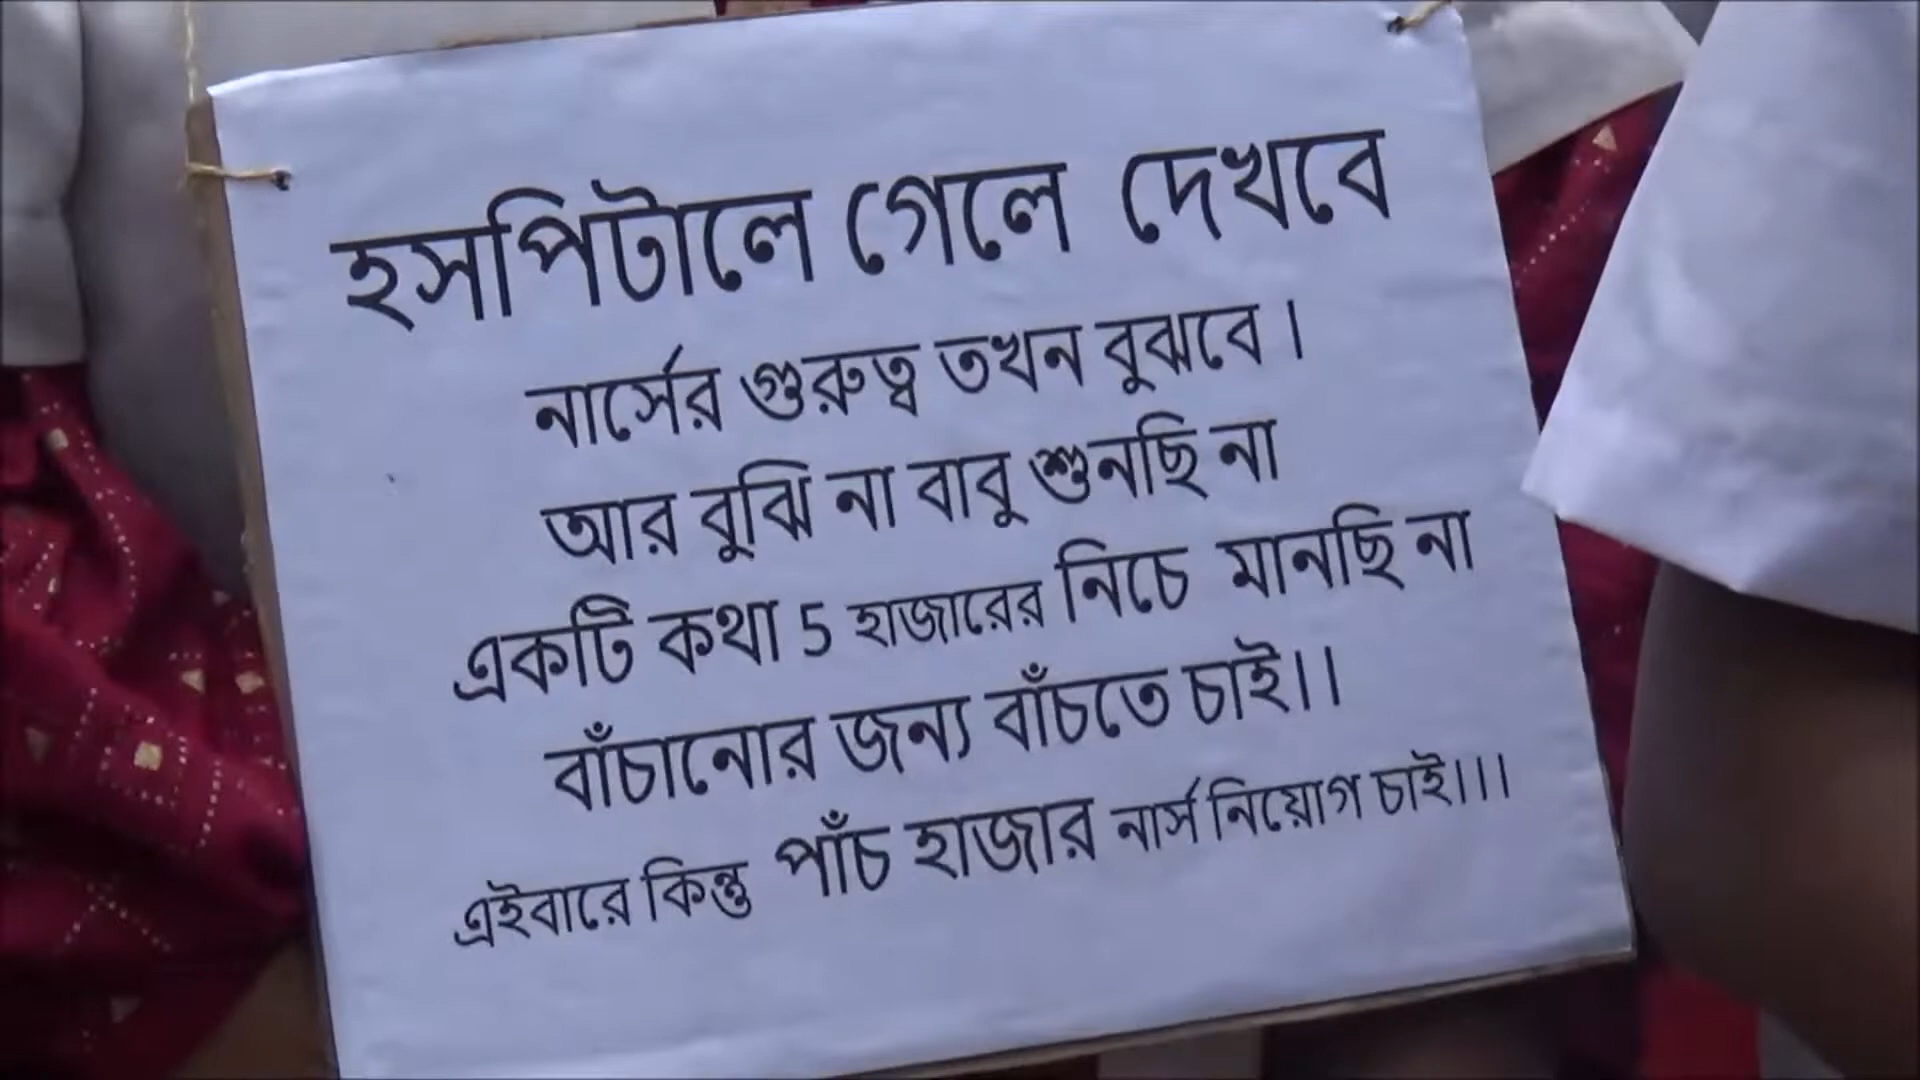 হসপিটালে গেলে দেখবে
নার্সের গুরুত্ব তখন বুঝবে ।
আর বুঝি না বাবু শুনছি না
একটি কথা 5 হাজারের নিচে মানছি না
বাঁচানোর জন্য বাঁচতে চাই।।
এইবারে কিন্তু পাঁচ হাজার নার্স নিয়োগ চাই।।।